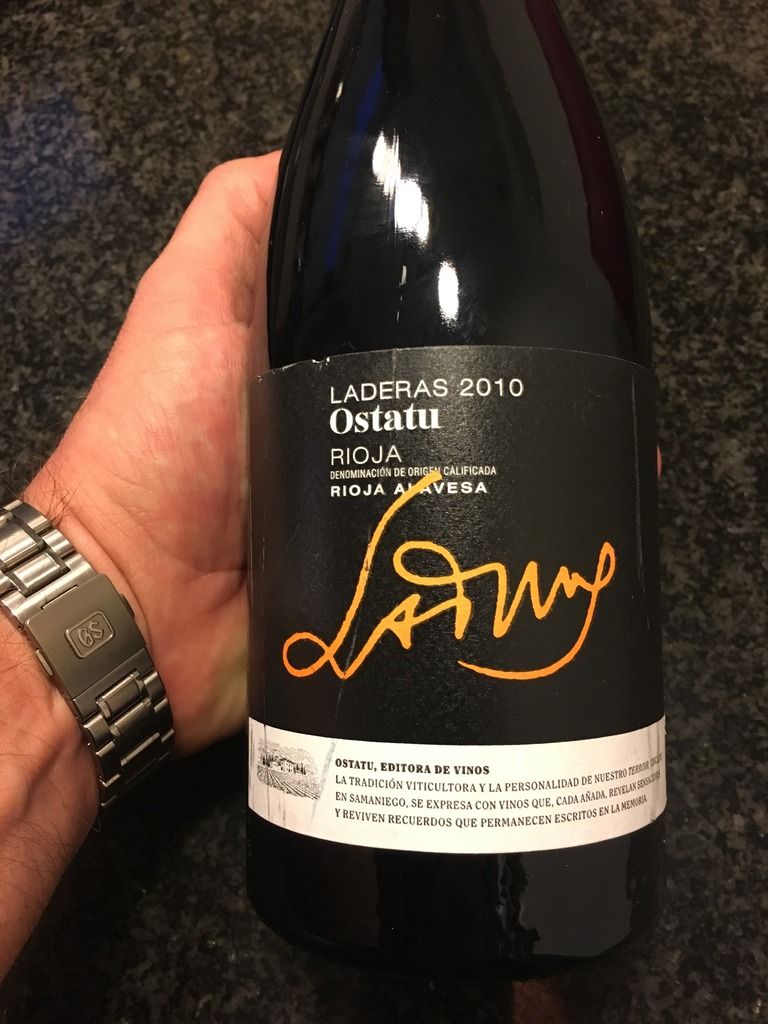 LADERAS 2010
Ostatu
RIOJA
DENOMINACIÓN DE ORIGEN CALIFICADA
RIOJA ALAVESA
OSTATU, EDITORA DE VINOS
LA TRADICIÓN VITICULTORA Y LA PERSONALIDAD DE NUESTRO TERROIR
EN SAMANIEGO, SE EXPRESA CON VINOS QUE, CADA AÑADA, REVELAN
Y REVIVEN RECUERDOS QUE PERMANECEN ESCRITOS EN LA MEMORIA.
GS